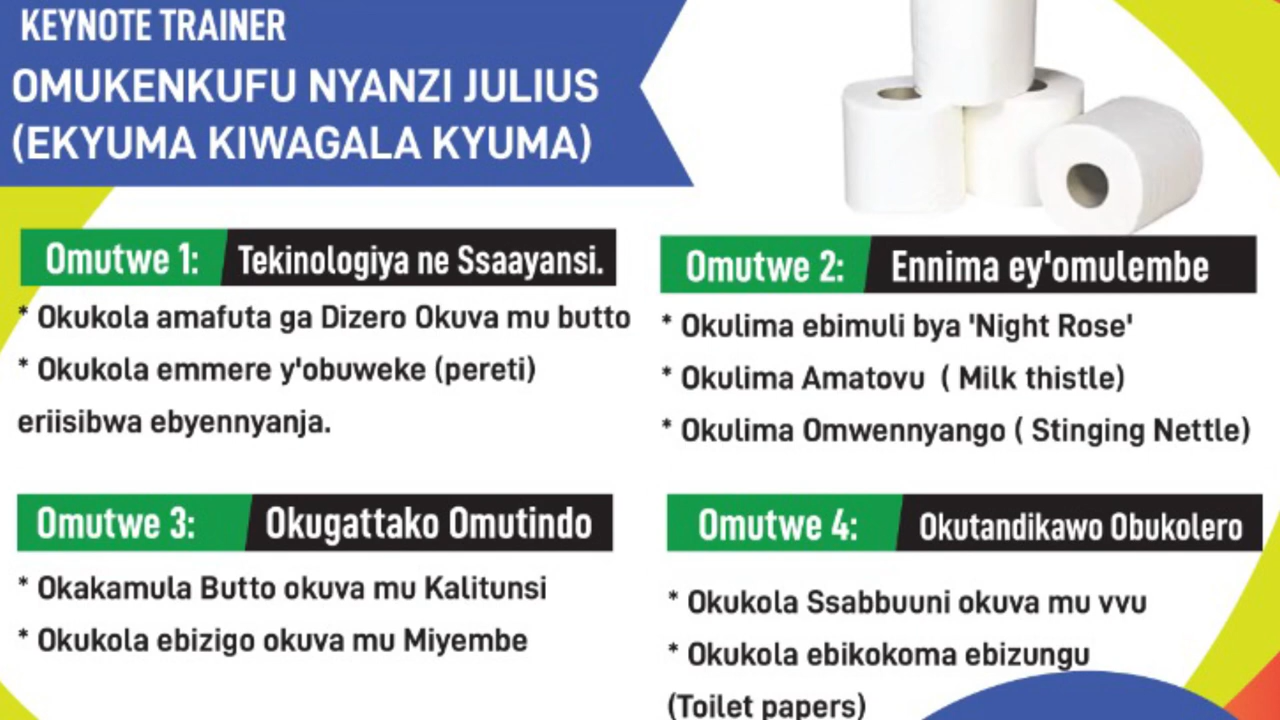 KEYNOTE TRAINER
OMUKENKUFU NYANZI JULIUS
(EKYUMA KIWAGALA KYUMA)
Omutwe 1: Tekinologiya ne Ssaayansi.
* Okukola amafuta ga Dizero Okuva mu butto
* Okukola emmere y'obuweke (pereti)
eriisibwa ebyennyanja.
Omutwe 2: Ennima ey'omulembe
* Okulima ebimuli bya 'Night Rose'
* Okulima Amatovu ( Milk thistle)
* Okulima Omwennyango ( Stinging Nettle)
Omutwe 3: Okugattako Omutindo
* Okakamula Butto okuva mu Kalitunsi
* Okukola ebizigo okuva mu Miyembe
Omutwe 4: Okutandikawo Obukolero
* Okukola Ssabbuuni okuva mu vvu
* Okukola ebikokoma ebizungu
(Toilet papers)